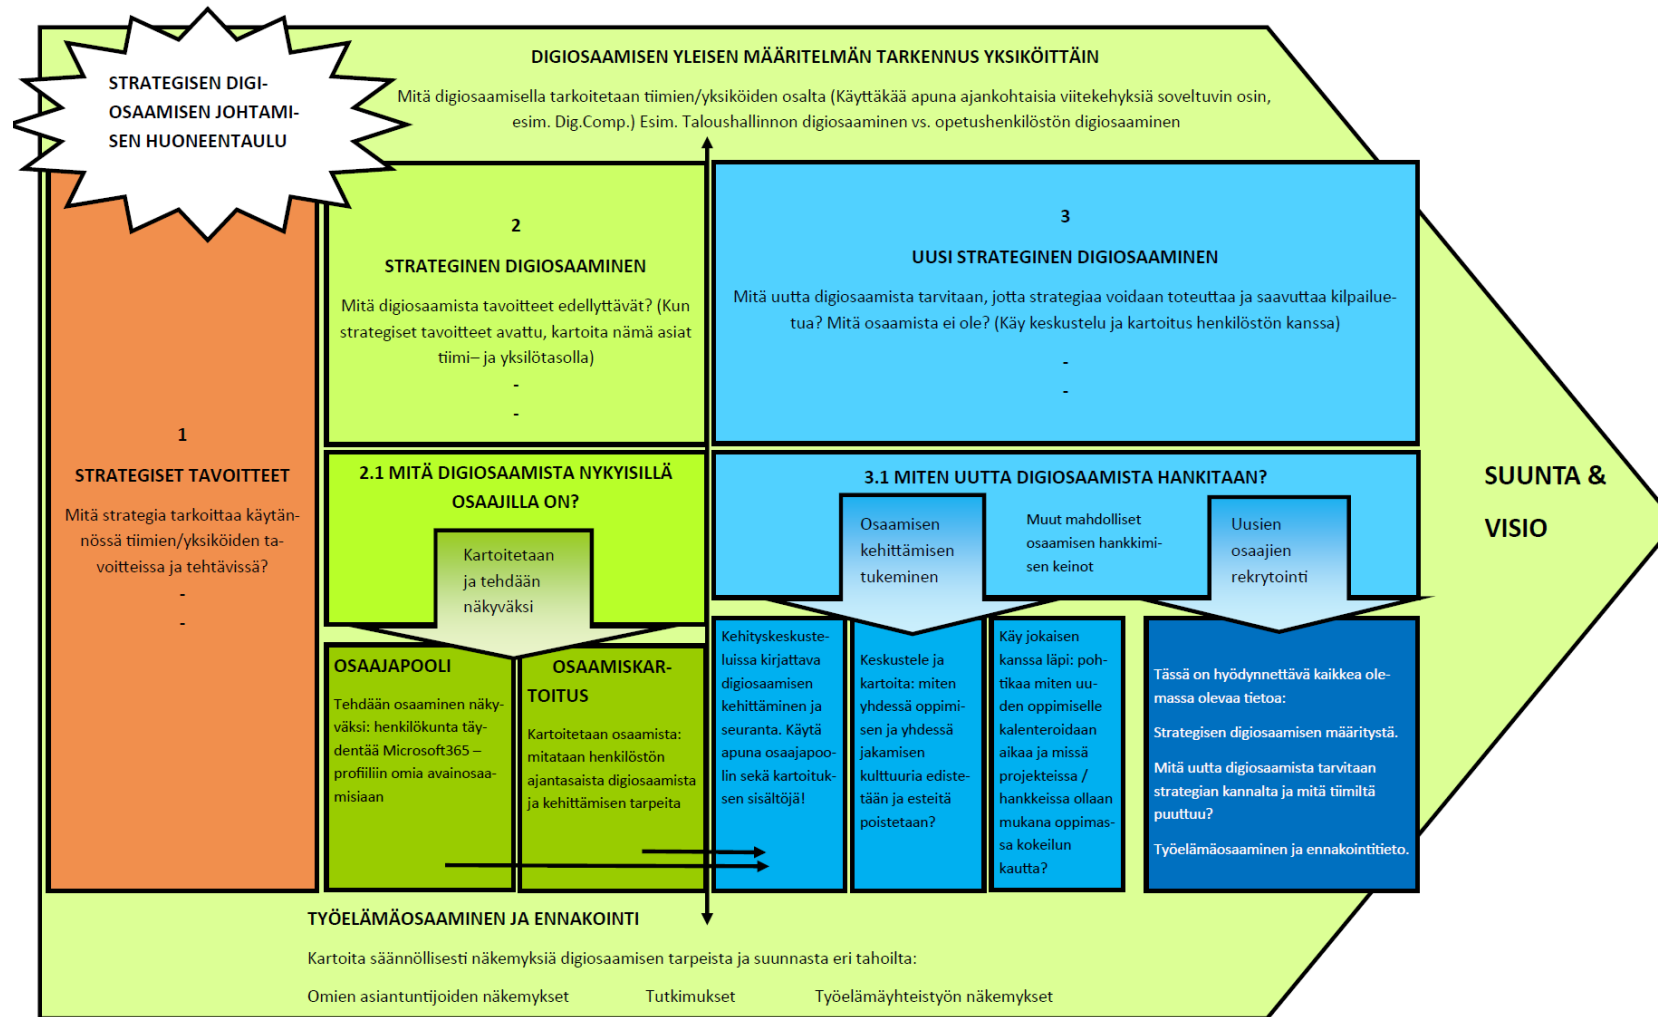 STRATEGISEN DIGI-
OSAAMISEN JOHTAMI-
SEN HUONEENTAULU
DIGIOSAAMISEN YLEISEN MÄÄRITELMÄN TARKENNUS YKSIKÖITTÄIN
Mitä digiosaamisella tarkoitetaan tiimien/yksiköiden osalta (Käyttäkää apuna ajankohtaisia viitekehyksiä soveltuvin osin,
esim. Dig.Comp.) Esim. Taloushallinnon digiosaaminen vs. opetushenkilöstön digiosaaminen
1
STRATEGISET TAVOITTEET
Mitä strategia tarkoittaa käytän-
nössä tiimien/yksiköiden ta-
voitteissa ja tehtävissä?
-
-
2
STRATEGINEN DIGIOSAAMINEN
Mitä digiosaamista tavoitteet edellyttävät? (Kun
strategiset tavoitteet avattu, kartoita nämä asiat
tiimi– ja yksilötasolla)
-
-
2.1 MITÄ DIGIOSAAMISTA NYKYISILLÄ
OSAAJILLA ON?
Kartoitetaan
ja tehdään
näkyväksi
OSAAJAPOOLI
Tehdään osaaminen näky-
väksi: henkilökunta täy-
dentää Microsoft365 –
profiiliin omia avainosaa-
misiaan
OSAAMISKAR-
TOITUS
Kartoitetaan osaamista:
mitataan henkilöstön
ajantasaista digiosaamista
ja kehittämisen tarpeita
3
UUSI STRATEGINEN DIGIOSAAMINEN
Mitä uutta digiosaamista tarvitaan, jotta strategiaa voidaan toteuttaa ja saavuttaa kilpailue-
tua? Mitä osaamista ei ole? (Käy keskustelu ja kartoitus henkilöstön kanssa)
-
-
3.1 MITEN UUTTA DIGIOSAAMISTA HANKITAAN?
Osaamisen
kehittämisen
tukeminen
Muut mahdolliset
osaamisen hankkimi-
sen keinot
Uusien
osaajien
rekrytointi
Kehityskeskuste-
luissa kirjattava
digiosaamisen
kehittäminen ja
seuranta. Käytä
apuna osaajapoo-
lin sekä kartoituk-
sen sisältöjä!
Keskustele ja
kartoita: miten
yhdessä oppimi-
sen ja yhdessä
jakamisen
kulttuuria ediste-
tään ja esteitä
poistetaan?
Käy jokaisen
kanssa läpi: poh-
tikaa miten uu-
den oppimiselle
kalenteroidaan
aikaa ja missä
projekteissa /
hankkeissa ollaan
mukana oppimas-
sa kokeilun
kautta?
Tässä on hyödynnettävä kaikkea ole-
massa olevaa tietoa:
Strategisen digiosaamisen määritystä.
Mitä uutta digiosaamista tarvitaan
strategian kannalta ja mitä tiimiltä
puuttuu?
Työelämäosaaminen ja ennakointitieto.
SUUNTA &
VISIO
TYÖELÄMÄOSAAMINEN JA ENNAKOINTI
Kartoita säännöllisesti näkemyksiä digiosaamisen tarpeista ja suunnasta eri tahoilta:
Omien asiantuntijoiden näkemykset Tutkimukset Työelämäyhteistyön näkemykset